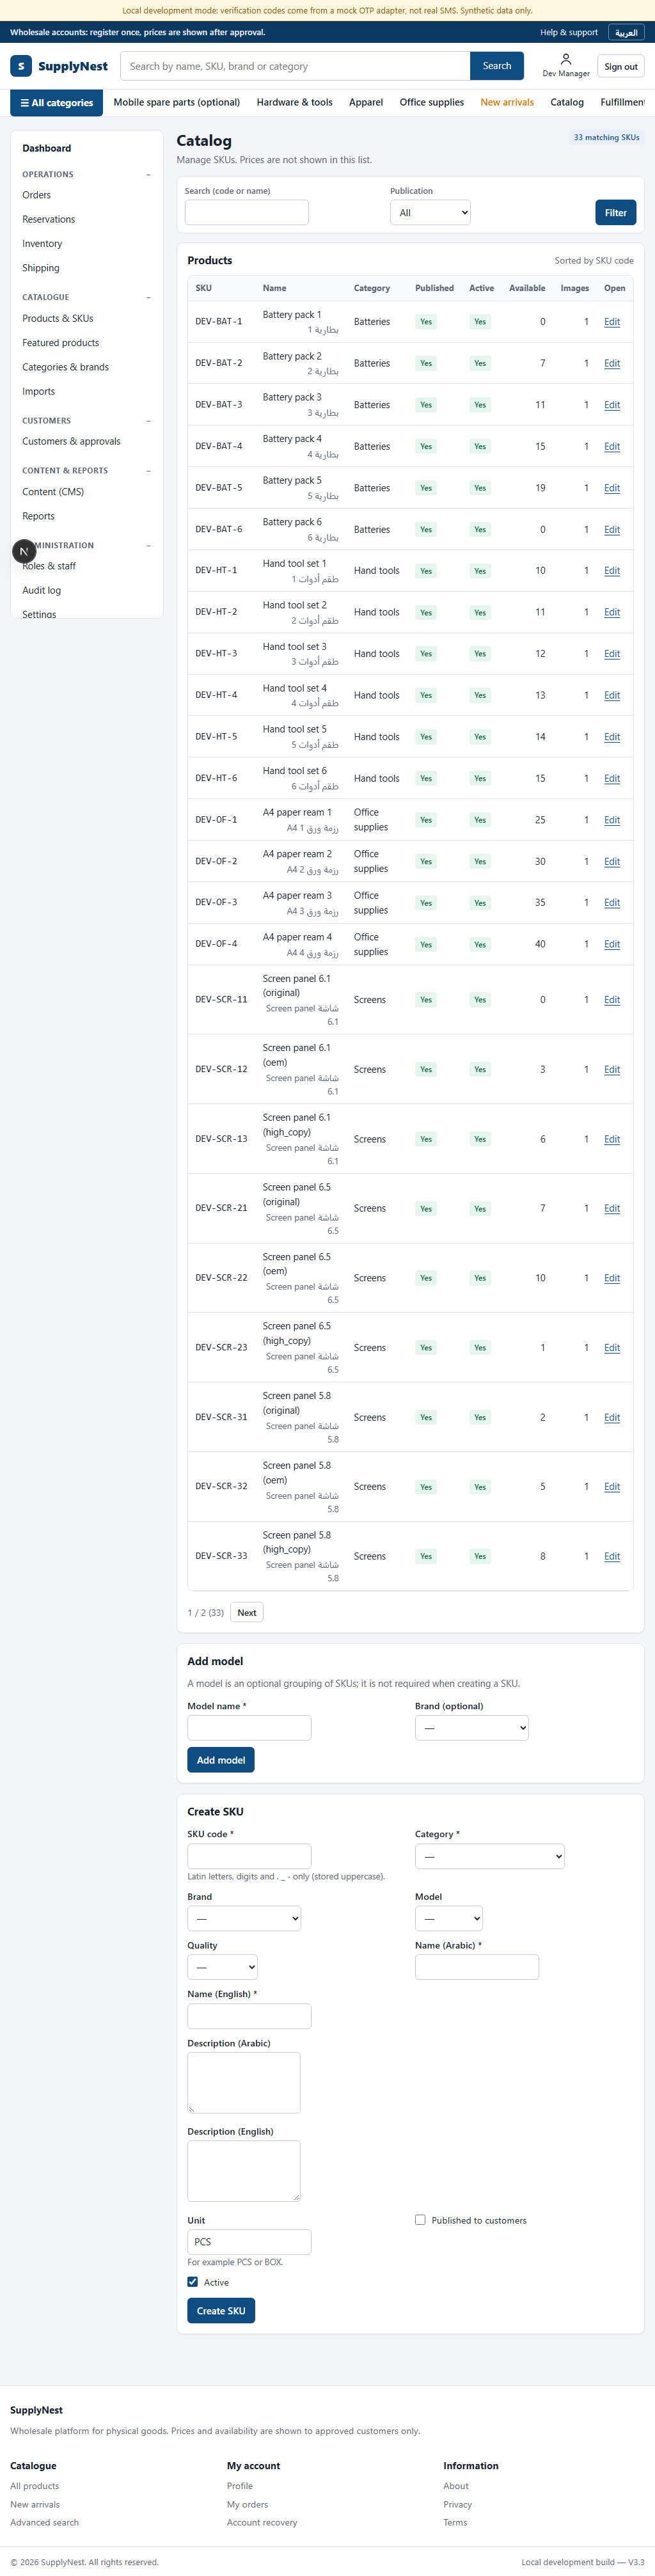 Local development mode: verification codes come from a mock OTP adapter, not real SMS. Synthetic data only.
Wholesale accounts: register once, prices are shown after approval.
Help & support
العربية
S SupplyNest
Search by name, SKU, brand or category
Search
Dev Manager
Sign out
☰ All categories
Mobile spare parts (optional)
Hardware & tools
Apparel
Office supplies
New arrivals
Catalog
Fulfillment
Dashboard
OPERATIONS –
Orders
Reservations
Inventory
Shipping
CATALOGUE –
Products & SKUs
Featured products
Categories & brands
Imports
CUSTOMERS –
Customers & approvals
CONTENT & REPORTS –
Content (CMS)
Reports
N
MINISTRATION –
Roles & staff
Audit log
Settings
Catalog
33 matching SKUs
Manage SKUs. Prices are not shown in this list.
Search (code or name)
Publication
All
Filter
Products
Sorted by SKU code
SKU Name Category Published Active Available Images Open
DEV-BAT-1 Battery pack 1 Batteries Yes Yes 0 1 Edit
بطارية 1
DEV-BAT-2 Battery pack 2 Batteries Yes Yes 7 1 Edit
بطارية 2
DEV-BAT-3 Battery pack 3 Batteries Yes Yes 11 1 Edit
بطارية 3
DEV-BAT-4 Battery pack 4 Batteries Yes Yes 15 1 Edit
بطارية 4
DEV-BAT-5 Battery pack 5 Batteries Yes Yes 19 1 Edit
بطارية 5
DEV-BAT-6 Battery pack 6 Batteries Yes Yes 0 1 Edit
بطارية 6
DEV-HT-1 Hand tool set 1 Hand tools Yes Yes 10 1 Edit
طقم أدوات 1
DEV-HT-2 Hand tool set 2 Hand tools Yes Yes 11 1 Edit
طقم أدوات 2
DEV-HT-3 Hand tool set 3 Hand tools Yes Yes 12 1 Edit
طقم أدوات 3
DEV-HT-4 Hand tool set 4 Hand tools Yes Yes 13 1 Edit
طقم أدوات 4
DEV-HT-5 Hand tool set 5 Hand tools Yes Yes 14 1 Edit
طقم أدوات 5
DEV-HT-6 Hand tool set 6 Hand tools Yes Yes 15 1 Edit
طقم أدوات 6
DEV-OF-1 A4 paper ream 1 Office supplies Yes Yes 25 1 Edit
رزمة ورق A4 1
DEV-OF-2 A4 paper ream 2 Office supplies Yes Yes 30 1 Edit
رزمة ورق A4 2
DEV-OF-3 A4 paper ream 3 Office supplies Yes Yes 35 1 Edit
رزمة ورق A4 3
DEV-OF-4 A4 paper ream 4 Office supplies Yes Yes 40 1 Edit
رزمة ورق A4 4
DEV-SCR-11 Screen panel 6.1 (original) Screens Yes Yes 0 1 Edit
شاشة Screen panel 6.1
DEV-SCR-12 Screen panel 6.1 (oem) Screens Yes Yes 3 1 Edit
شاشة Screen panel 6.1
DEV-SCR-13 Screen panel 6.1 (high_copy) Screens Yes Yes 6 1 Edit
شاشة Screen panel 6.1
DEV-SCR-21 Screen panel 6.5 (original) Screens Yes Yes 7 1 Edit
شاشة Screen panel 6.5
DEV-SCR-22 Screen panel 6.5 (oem) Screens Yes Yes 10 1 Edit
شاشة Screen panel 6.5
DEV-SCR-23 Screen panel 6.5 (high_copy) Screens Yes Yes 1 1 Edit
شاشة Screen panel 6.5
DEV-SCR-31 Screen panel 5.8 (original) Screens Yes Yes 2 1 Edit
شاشة Screen panel 5.8
DEV-SCR-32 Screen panel 5.8 (oem) Screens Yes Yes 5 1 Edit
شاشة Screen panel 5.8
DEV-SCR-33 Screen panel 5.8 (high_copy) Screens Yes Yes 8 1 Edit
شاشة Screen panel 5.8
1 / 2 (33) Next
Add model
A model is an optional grouping of SKUs; it is not required when creating a SKU.
Model name *
Brand (optional)
—
Add model
Create SKU
SKU code *
Category *
—
Latin letters, digits and . _ - only (stored uppercase).
Brand
—
Model
—
Quality
—
Name (Arabic) *
Name (English) *
Description (Arabic)
Description (English)
Unit
Published to customers
PCS
For example PCS or BOX.
Active
Create SKU
SupplyNest
Wholesale platform for physical goods. Prices and availability are shown to approved customers only.
Catalogue
All products
New arrivals
Advanced search
My account
Profile
My orders
Account recovery
Information
About
Privacy
Terms
© 2026 SupplyNest. All rights reserved.
Local development build — V3.3